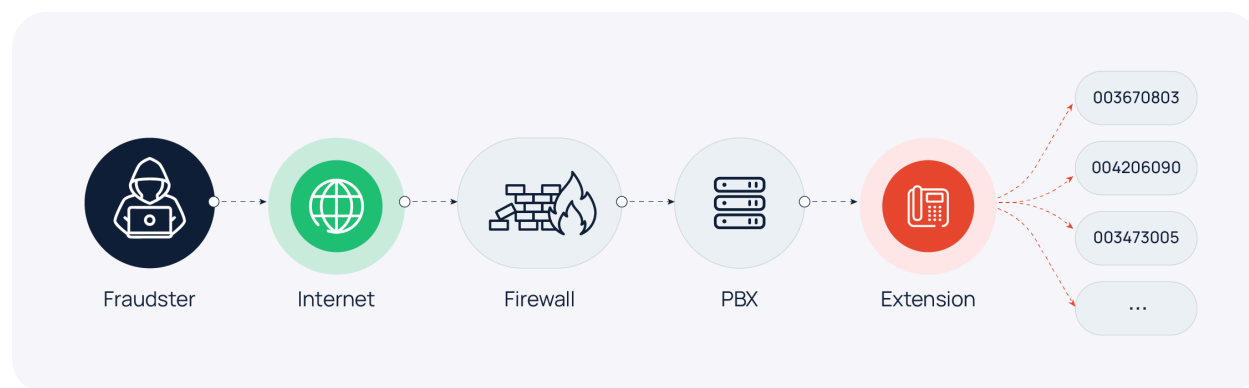 Fraudster
Internet
Firewall
PBX
Extension
003670803
004206090
003473005
...